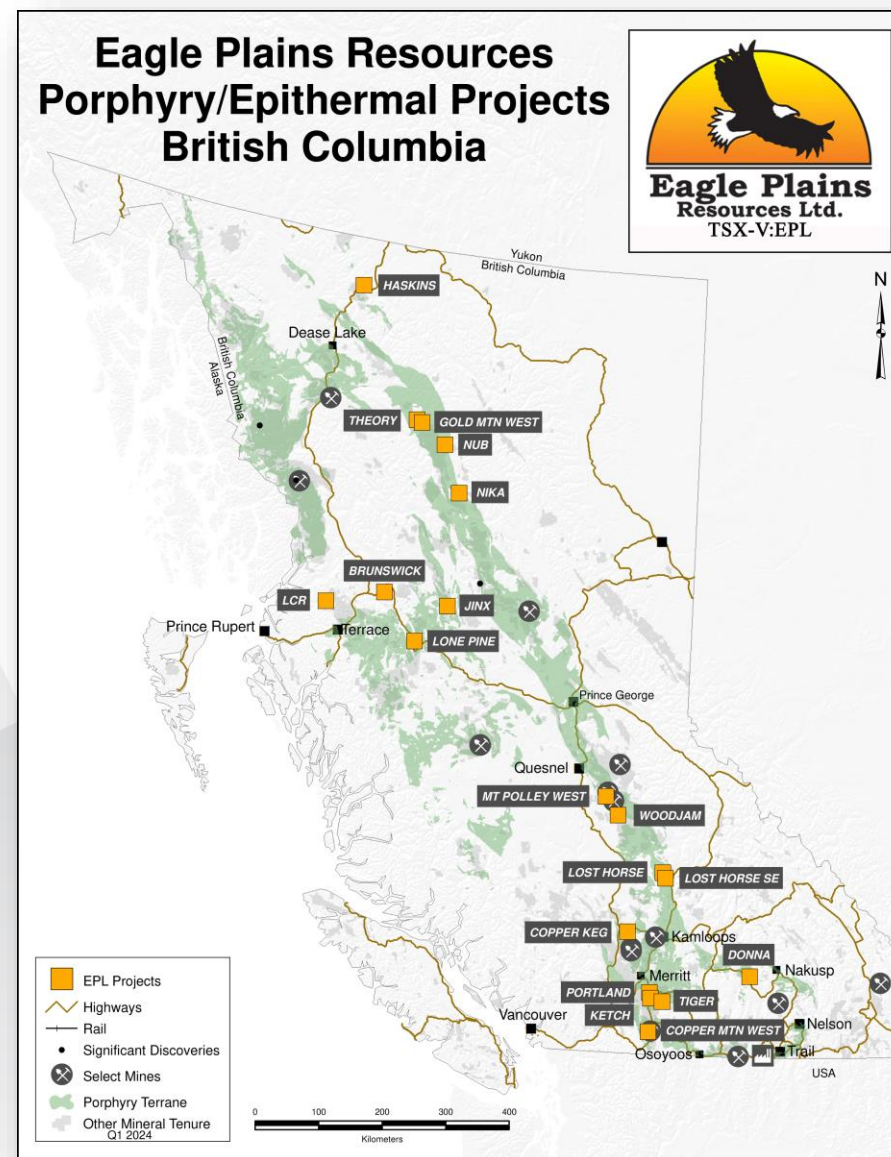 Eagle Plains Resources
Porphyry/Epithermal Projects
British Columbia
Eagle Plains
Resources Ltd.
TSX-V:EPL
Yukon
British Columbia
N
HASKINS
Dease Lake
British Columbia
Alaska
THEORY
GOLD MTN WEST
NUB
NIKA
BRUNSWICK
LCR
JINX
Prince Rupert
Terrace
LONE PINE
Prince George
Quesnel
MT POLLEY WEST
WOODJAM
LOST HORSE
LOST HORSE SE
COPPER KEG
Kamloops
DONNA
Merritt
Nakusp
PORTLAND
TIGER
KETCH
Vancouver
COPPER MTN WEST
Nelson
Osoyoos
Trail
USA
EPL Projects
Highways
Rail
Significant Discoveries
Select Mines
Porphyry Terrane
Other Mineral Tenure
Q1 2024
0 100 200 300 400
Kilometers